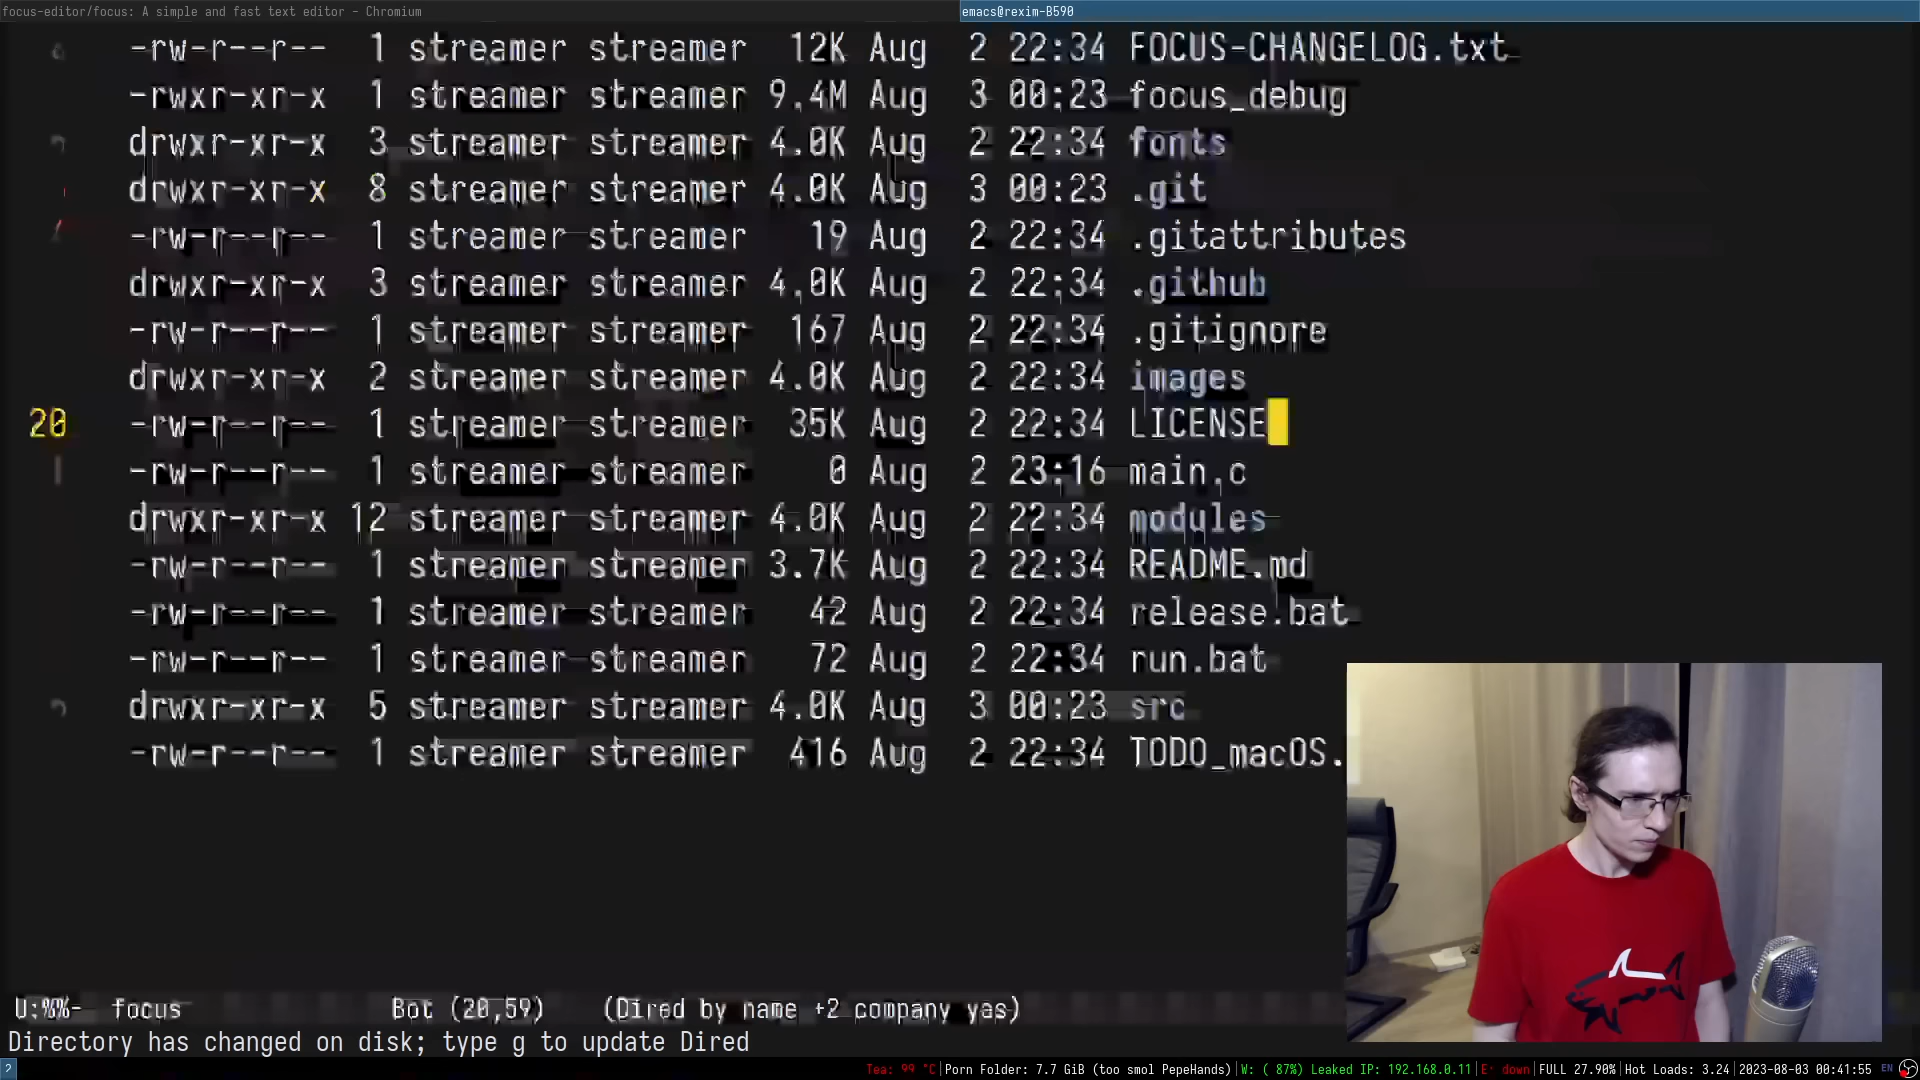 focus-editor/focus: A simple and fast text editor - Chromium
emacs@rexim-B590
-rw-r--r-- 1 streamer streamer 12K Aug 2 22:34 FOCUS-CHANGELOG.txt
-rwxr-xr-x 1 streamer streamer 9.4M Aug 3 00:23 focus_debug
drwxr-xr-x 3 streamer streamer 4.0K Aug 2 22:34 fonts
drwxr-xr-x 8 streamer streamer 4.0K Aug 3 00:23 .git
-rw-r--r-- 1 streamer streamer 19 Aug 2 22:34 .gitattributes
drwxr-xr-x 3 streamer streamer 4.0K Aug 2 22:34 .github
-rw-r--r-- 1 streamer streamer 167 Aug 2 22:34 .gitignore
drwxr-xr-x 2 streamer streamer 4.0K Aug 2 22:34 images
20 -rw-r--r-- 1 streamer streamer 35K Aug 2 22:34 LICENSE
-rw-r--r-- 1 streamer streamer 0 Aug 2 23:16 main.c
drwxr-xr-x 12 streamer streamer 4.0K Aug 2 22:34 modules
-rw-r--r-- 1 streamer streamer 3.7K Aug 2 22:34 README.md
-rw-r--r-- 1 streamer streamer 42 Aug 2 22:34 release.bat
-rw-r--r-- 1 streamer streamer 72 Aug 2 22:34 run.bat
drwxr-xr-x 5 streamer streamer 4.0K Aug 3 00:23 src
-rw-r--r-- 1 streamer streamer 416 Aug 2 22:34 TODO_macOS.
U:%%- focus Bot (20,59) (Dired by name +2 company yas)
Directory has changed on disk; type g to update Dired
2 Tea: 99 °C|Porn Folder: 7.7 GiB (too smol PepeHands)|W: ( 87%) Leaked IP: 192.168.0.11|E: down|FULL 27.90%|Hot Loads: 3.24|2023-08-03 00:41:55 EN